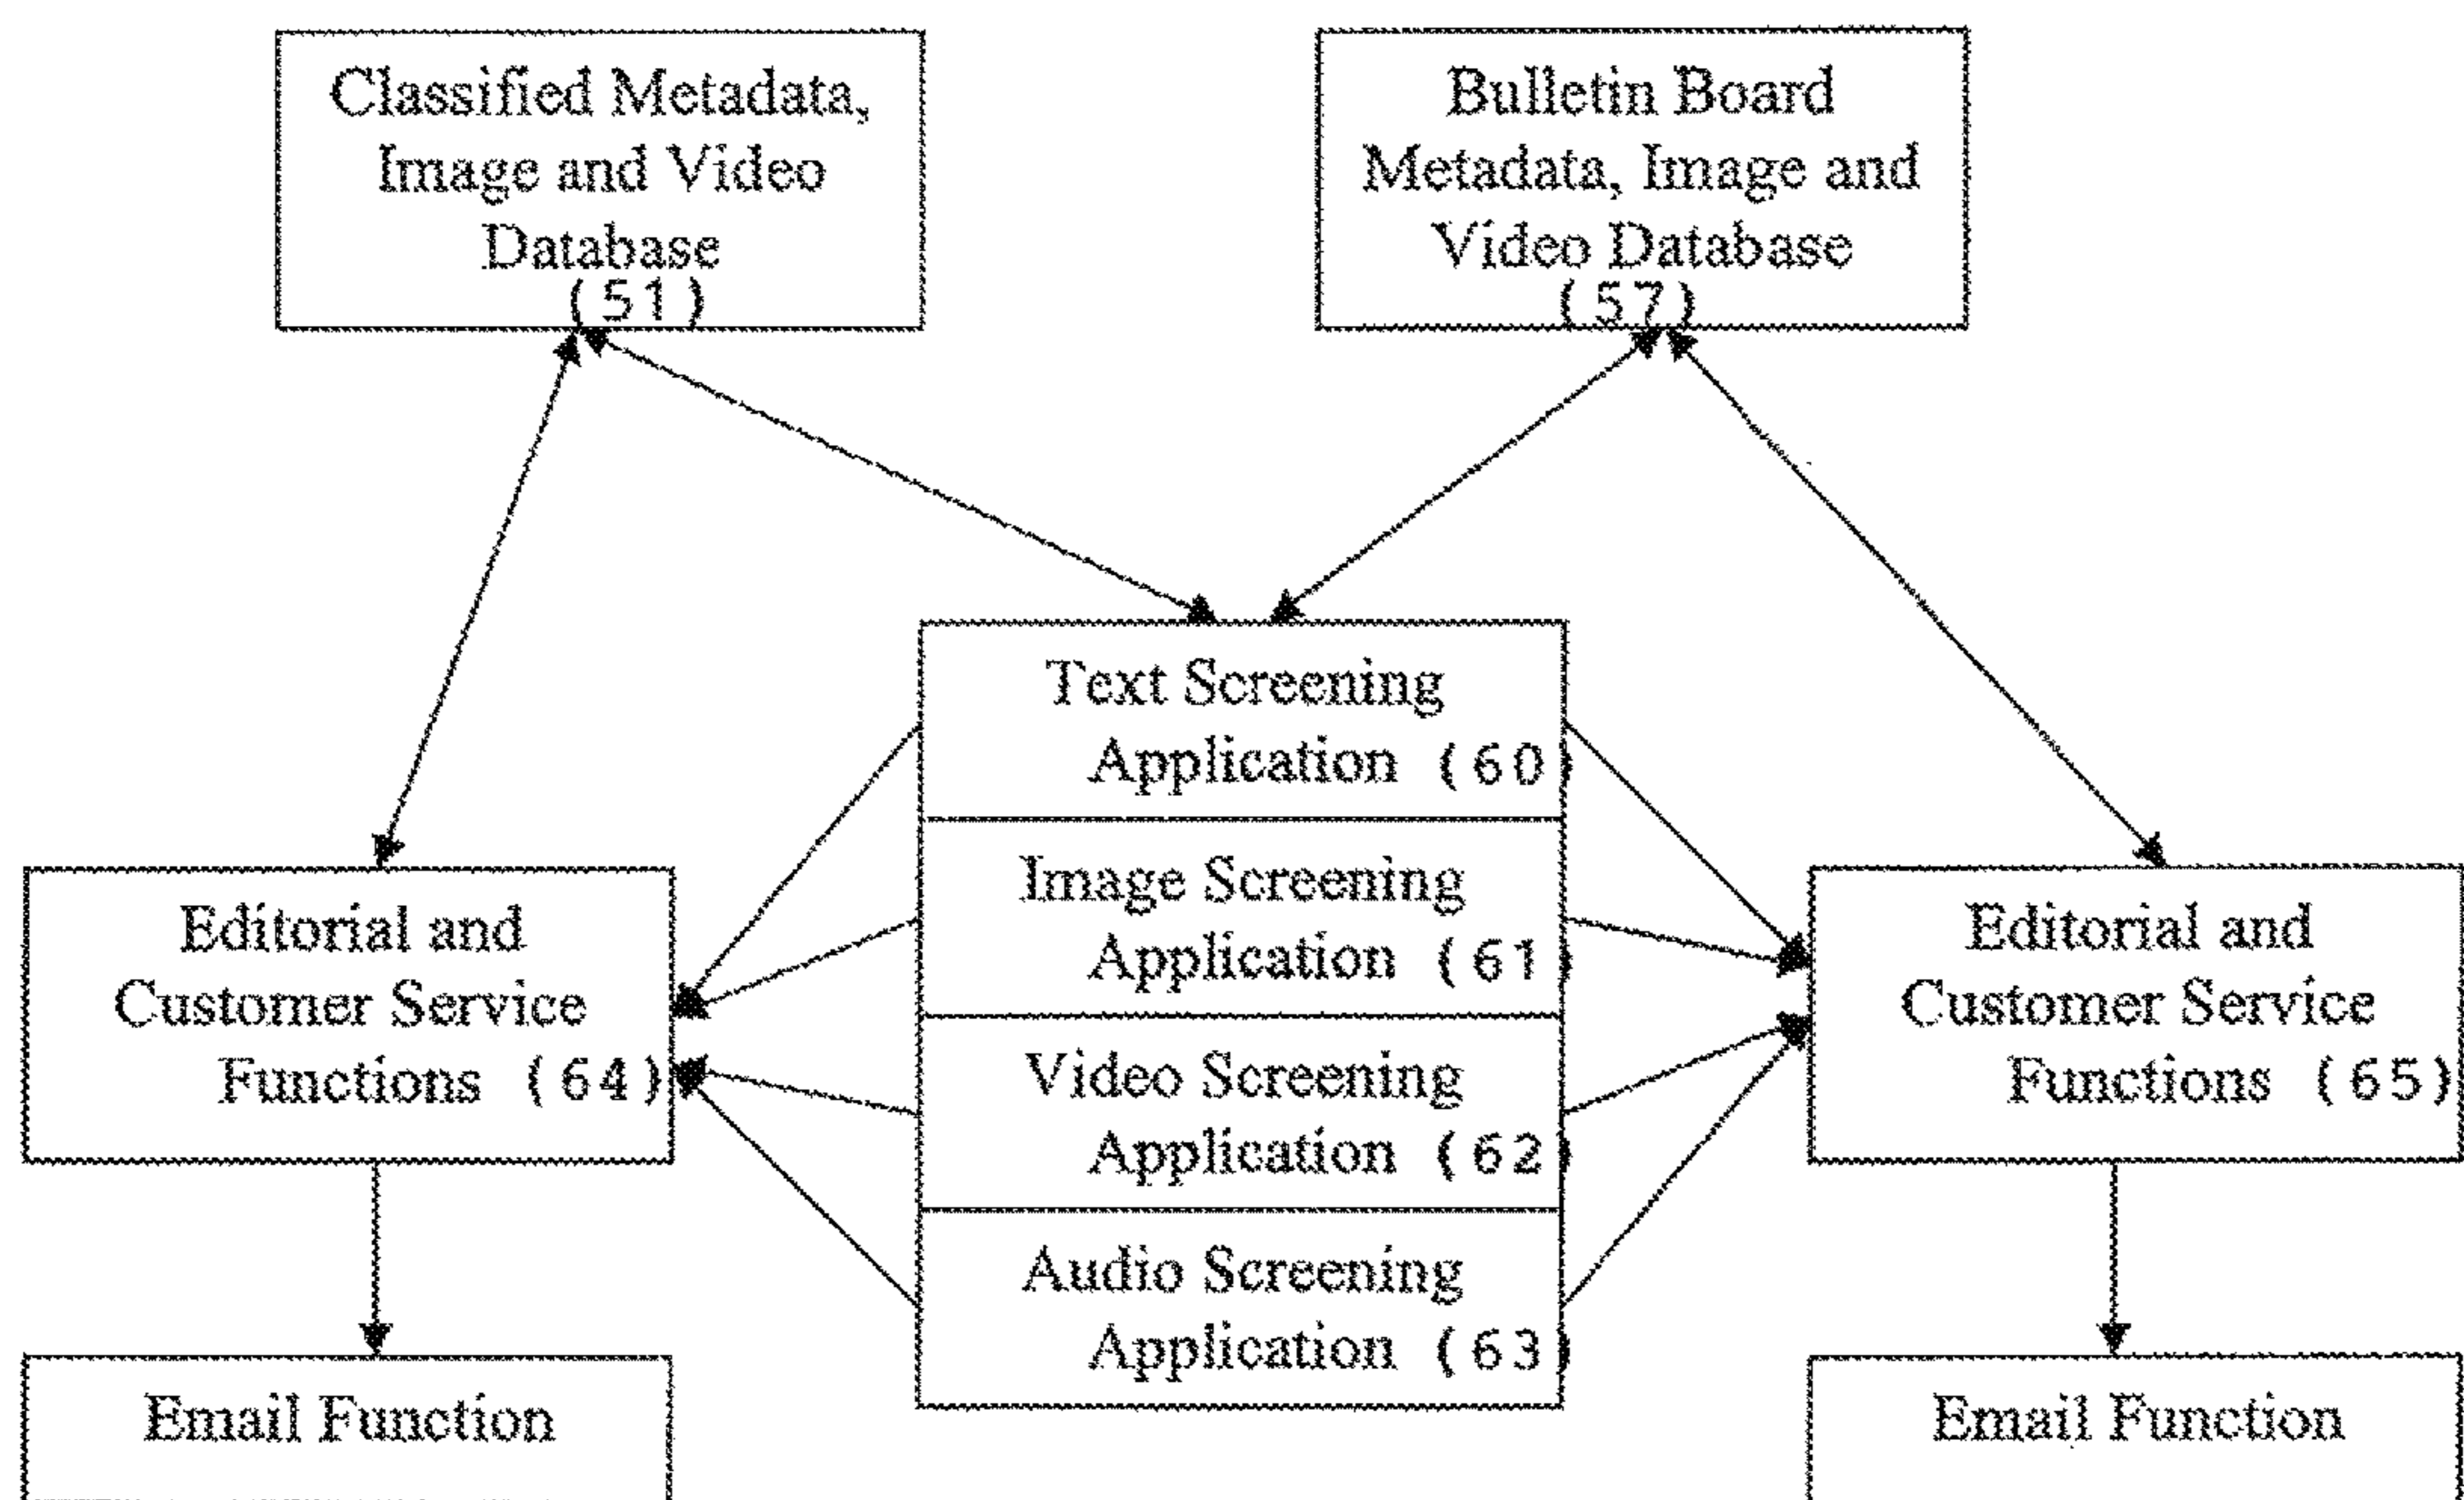 Classified Metadata,
Image and Video
Database
(51)
Bulletin Board
Metadata, Image and
Video Database
(57)
Text Screening
Application (60)
Image Screening
Application (61)
Video Screening
Application (62)
Audio Screening
Application (63)
Editorial and
Customer Service
Functions (64)
Editorial and
Customer Service
Functions (65)
Email Function
Email Function